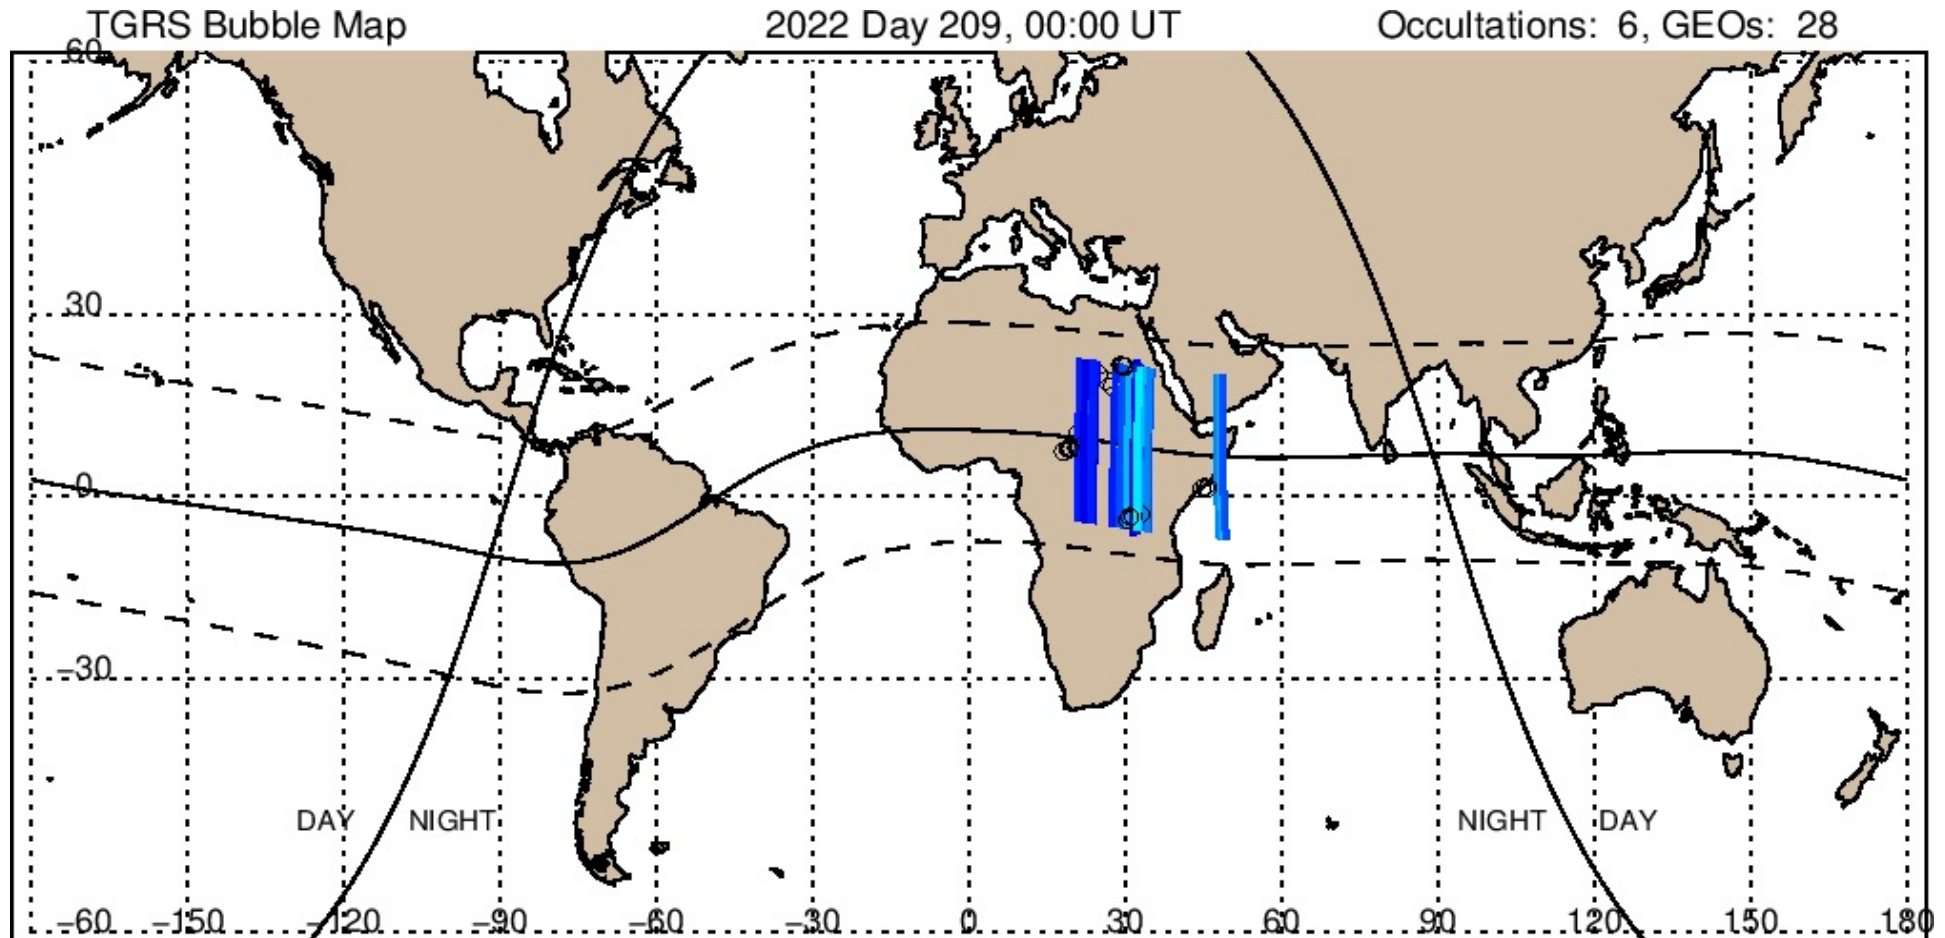 TGRS Bubble Map 2022 Day 209, 00:00 UT Occultations: 6, GEOs: 28
60
30
0
−30
DAY NIGHT NIGHT DAY
−60 −150 −120 −90 −60 −30 0 30 60 90 120 150 180